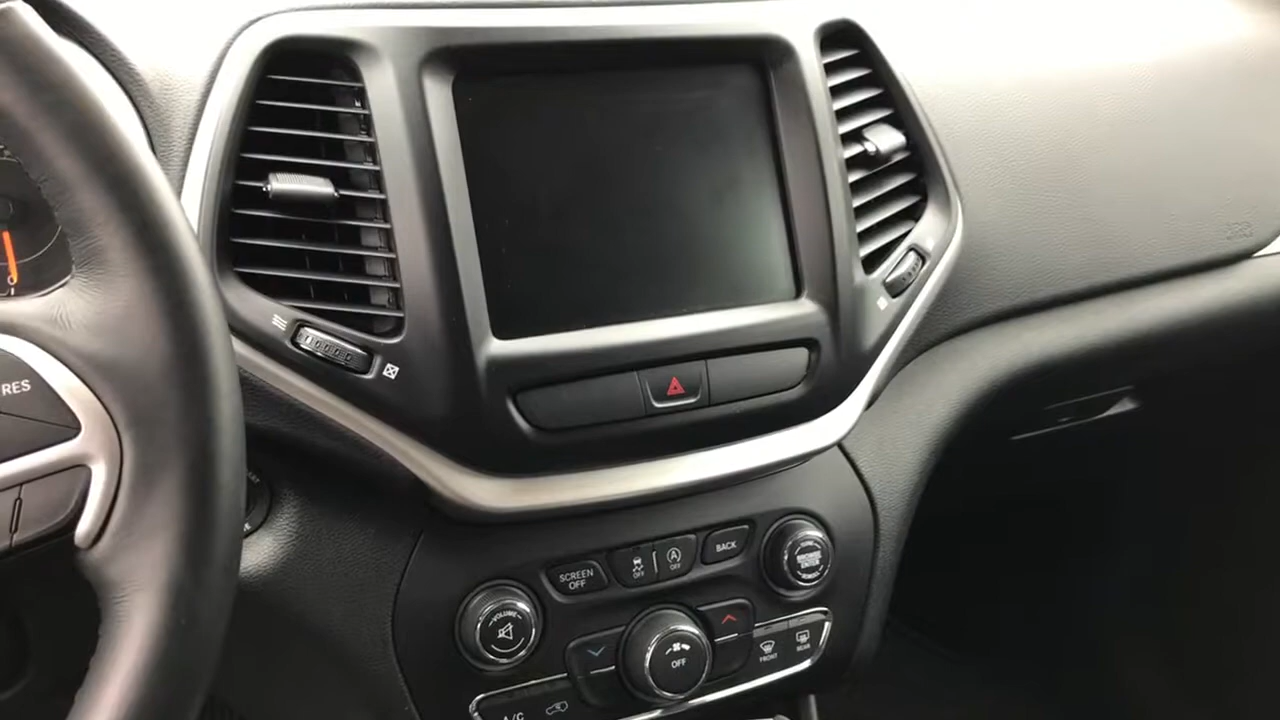 RES
SCREEN
OFF
OFF
A
OFF
BACK
VOLUME
BROWSE
ENTER
OFF
FRONT
REAR
A/C